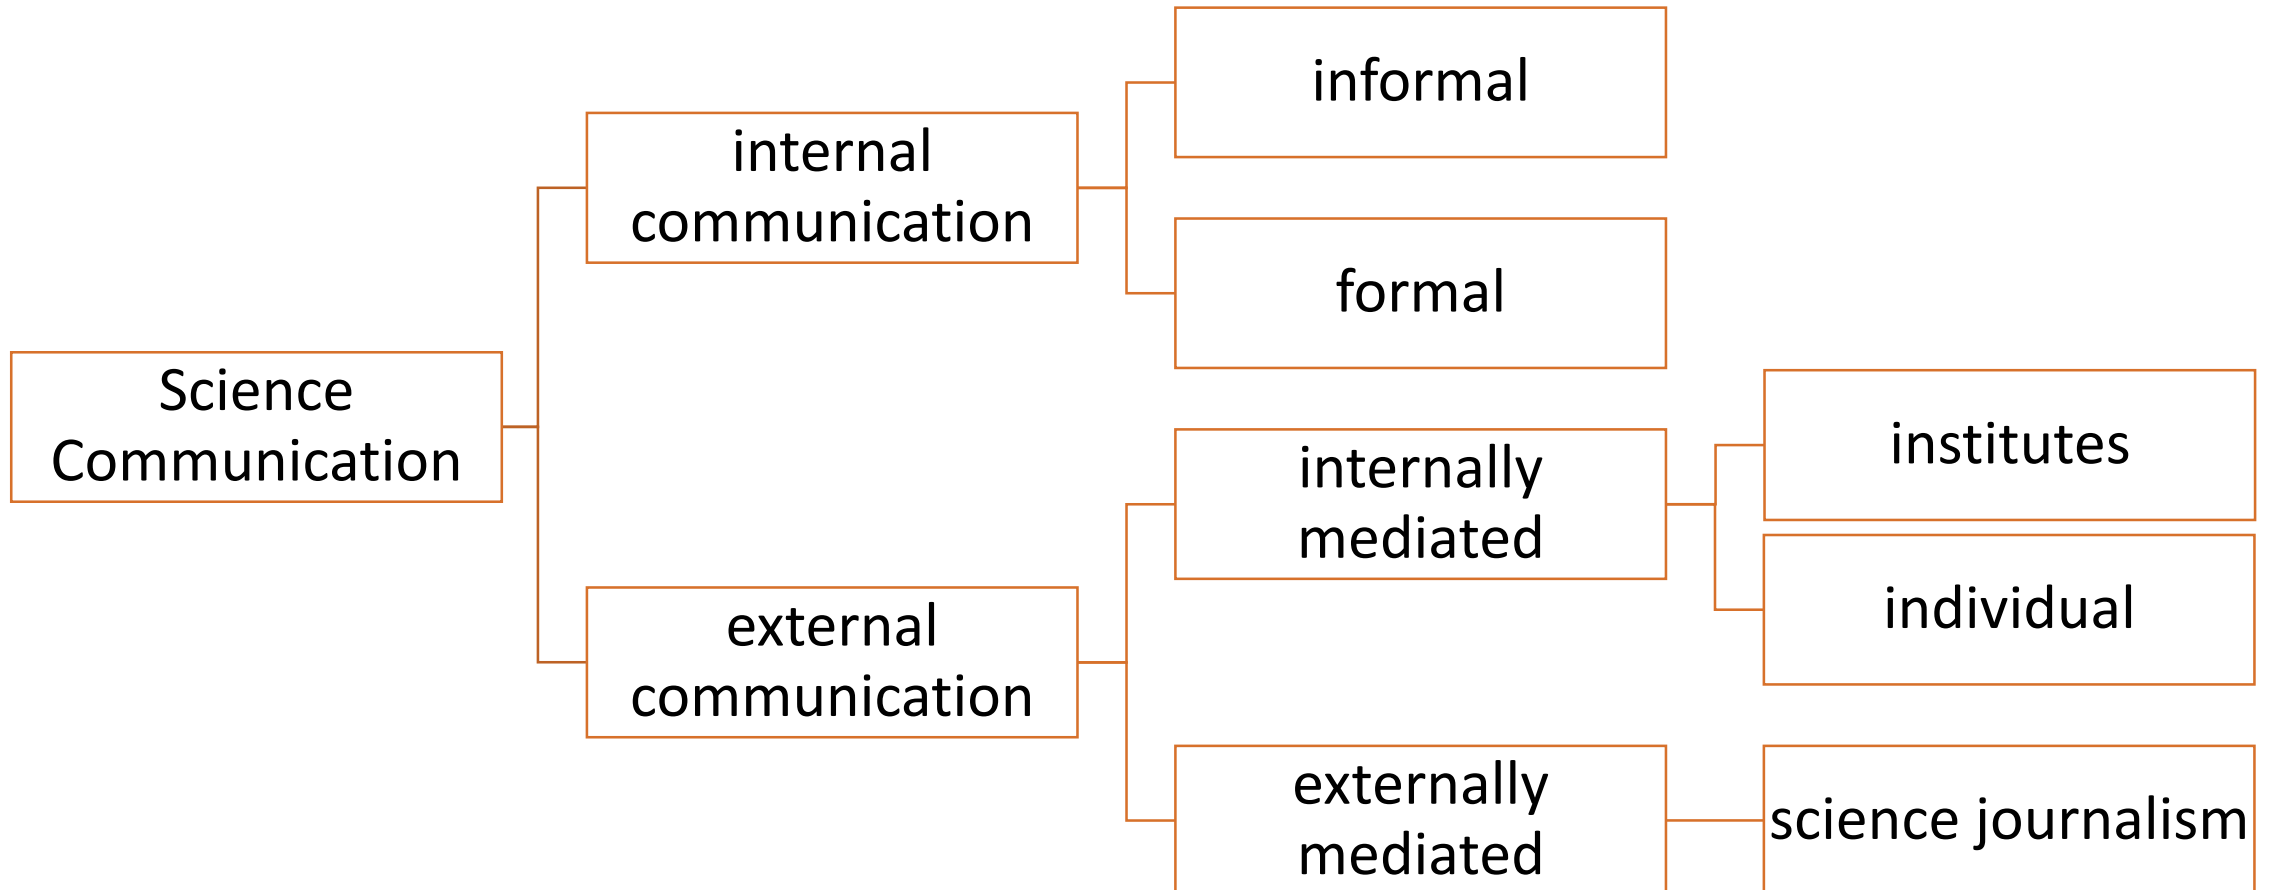 Science
Communication
internal
communication
informal
formal
external
communication
internally
mediated
institutes
individual
externally
mediated
science journalism